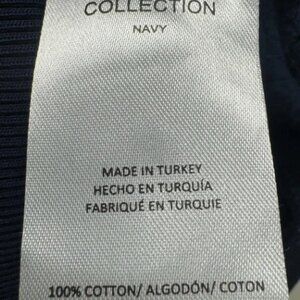 COLLECTION
NAVY
MADE IN TURKEY
HECHO EN TURQUÍA
FABRIQUÉ EN TURQUIE
100% COTTON/ ALGODÓN/ COTON